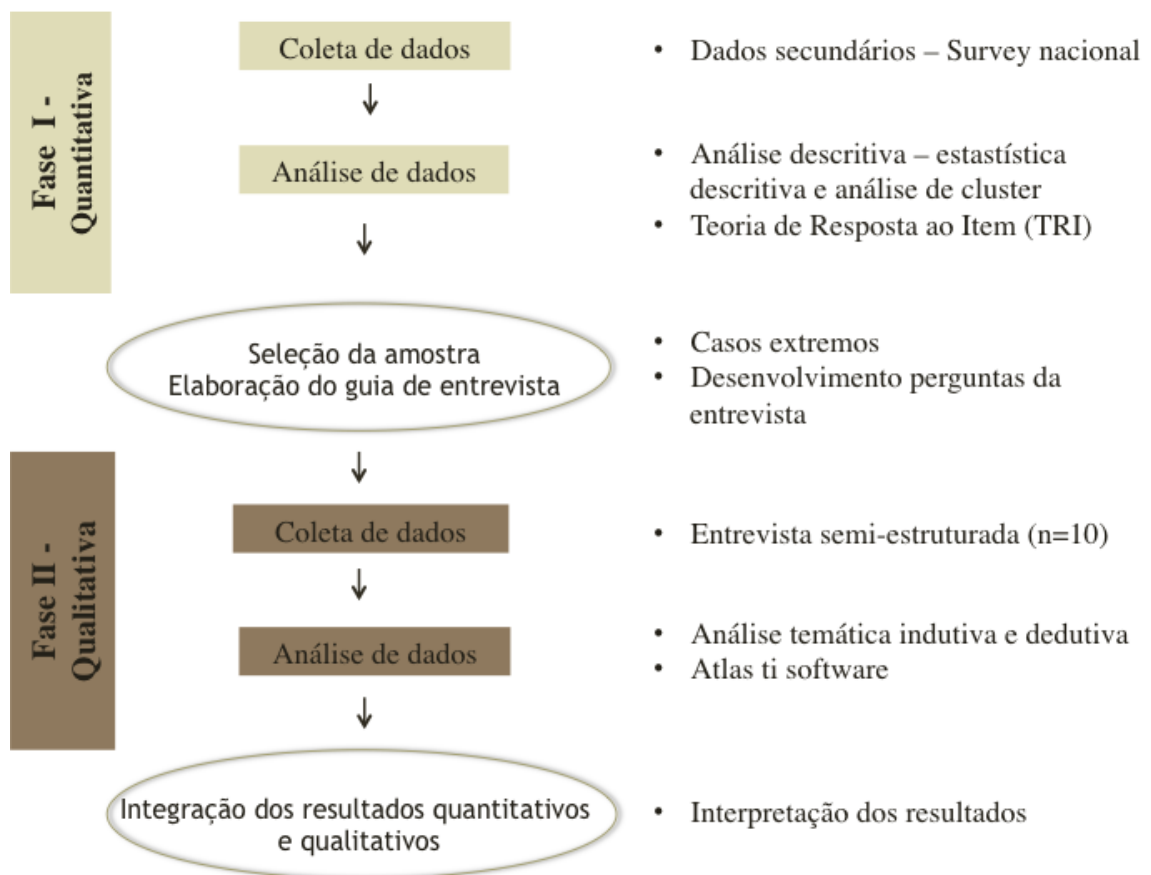 Fase I -
Quantitativa
Coleta de dados
• Dados secundários – Survey nacional
Análise de dados
• Análise descritiva – estastística
descritiva e análise de cluster
• Teoria de Resposta ao Item (TRI)
Seleção da amostra
Elaboração do guia de entrevista
• Casos extremos
• Desenvolvimento perguntas da
entrevista
Fase II -
Qualitativa
Coleta de dados
• Entrevista semi-estruturada (n=10)
Análise de dados
• Análise temática indutiva e dedutiva
• Atlas ti software
Integração dos resultados quantitativos
e qualitativos
• Interpretação dos resultados